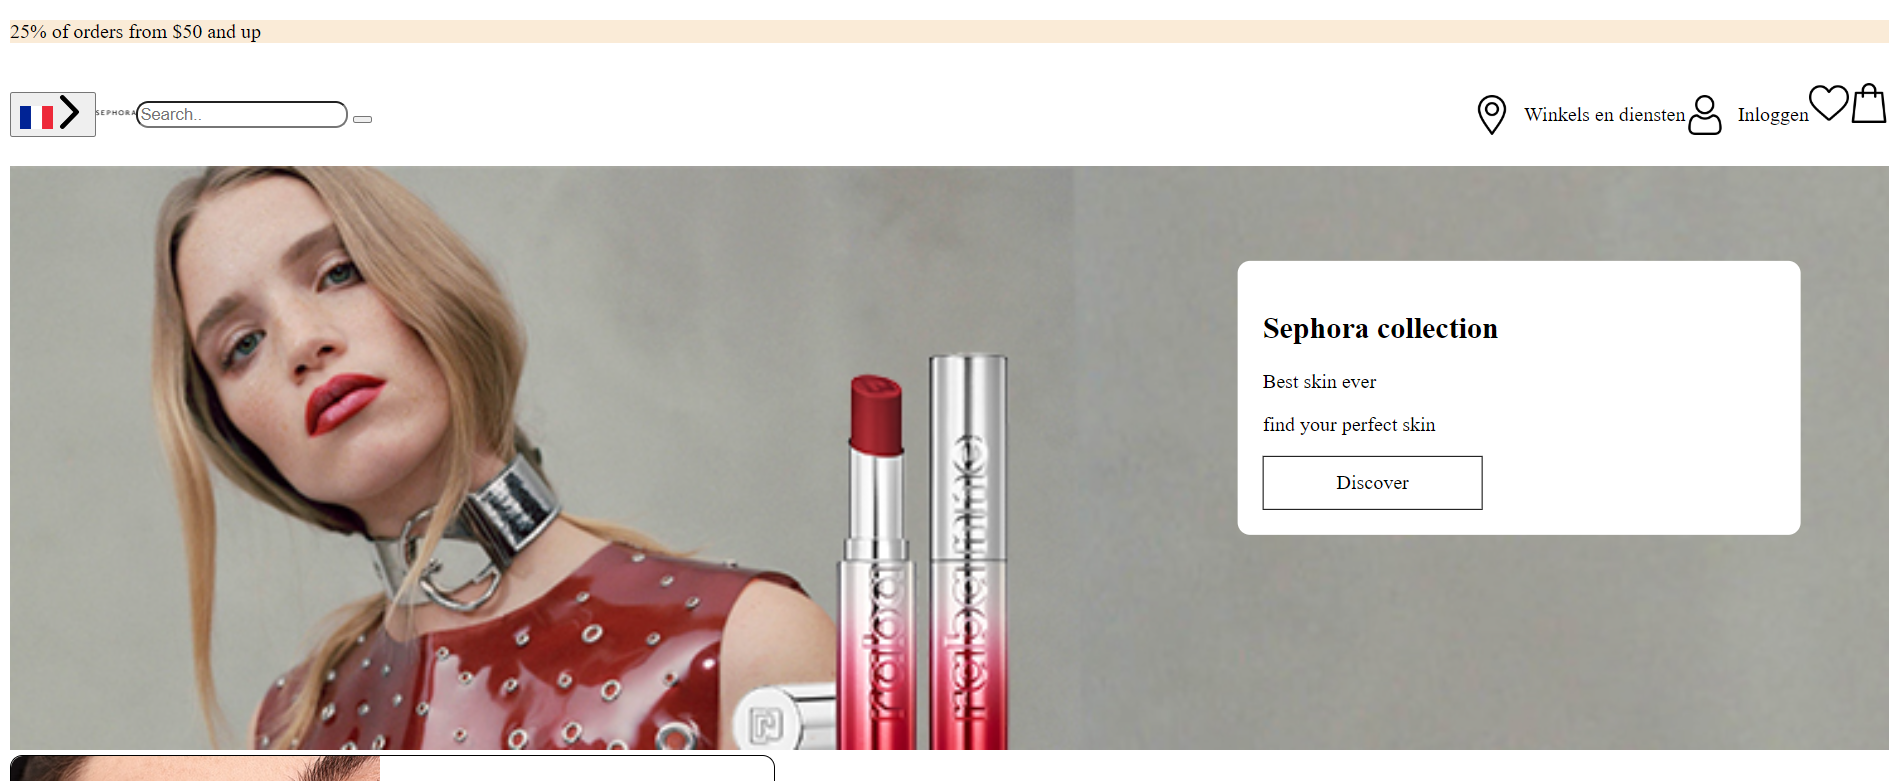 25% of orders from $50 and up
SEPHORA
Search..
Winkels en diensten
Inloggen
Sephora collection
Best skin ever
find your perfect skin
Discover